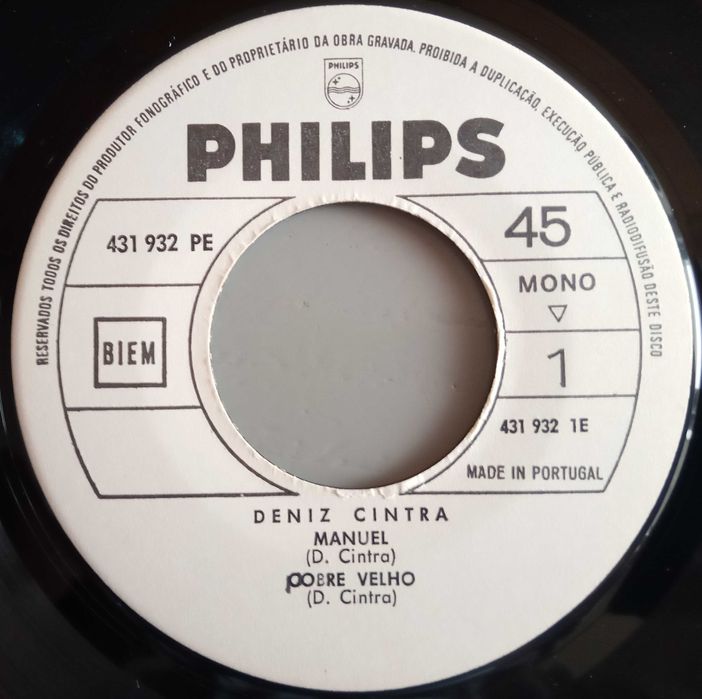 RESERVADOS TODOS OS DIREITOS DO PRODUTOR FONOGRÁFICO E DO PROPRIETÁRIO DA OBRA GRAVADA. PROIBIDA A DUPLICAÇÃO, EXECUÇÃO PÚBLICA E RADIODIFUSÃO DESTE DISCO
PHILIPS
PHILIPS
431 932 PE
45
MONO
BIEM
1
431 932 1E
MADE IN PORTUGAL
DENIZ CINTRA
MANUEL
(D. Cintra)
POBRE VELHO
(D. Cintra)